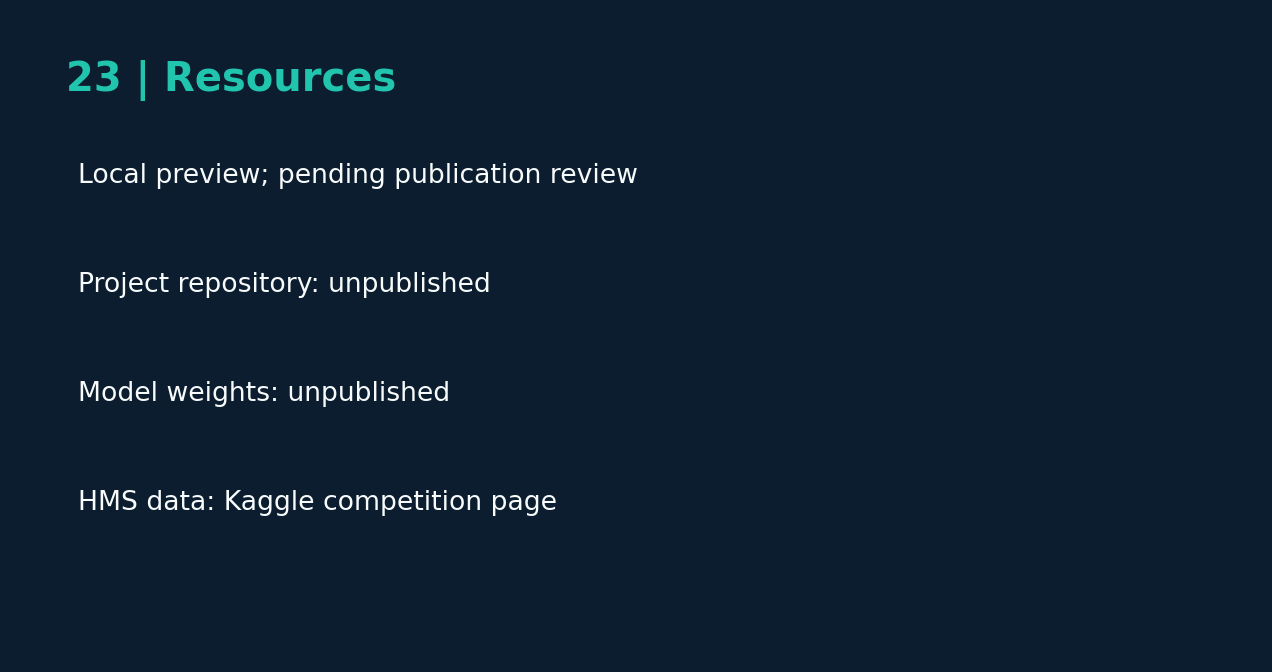 23 | Resources
Local preview; pending publication review
Project repository: unpublished
Model weights: unpublished
HMS data: Kaggle competition page